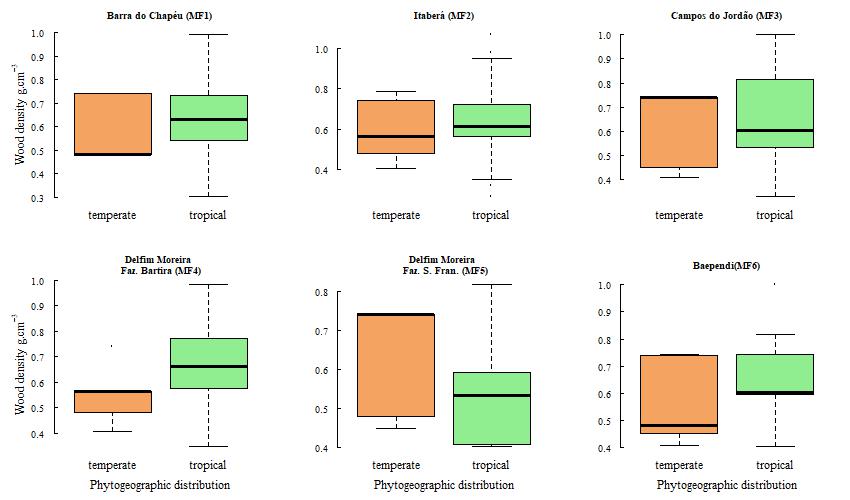 Barra do Chapéu (MF1)
Itaberá (MF2)
Campos do Jordão (MF3)
Wood density g.cm⁻³
1.0
0.9
0.8
0.7
0.6
0.5
0.4
0.3
temperate
tropical
1.0
0.8
0.6
0.4
temperate
tropical
1.0
0.9
0.8
0.7
0.6
0.5
0.4
temperate
tropical
Delfim Moreira
Faz. Bartira (MF4)
Delfim Moreira
Faz. S. Fran. (MF5)
Baependi(MF6)
Wood density g.cm⁻³
1.0
0.9
0.8
0.7
0.6
0.5
0.4
temperate
tropical
Phytogeographic distribution
0.8
0.7
0.6
0.5
0.4
temperate
tropical
Phytogeographic distribution
1.0
0.9
0.8
0.7
0.6
0.5
0.4
temperate
tropical
Phytogeographic distribution